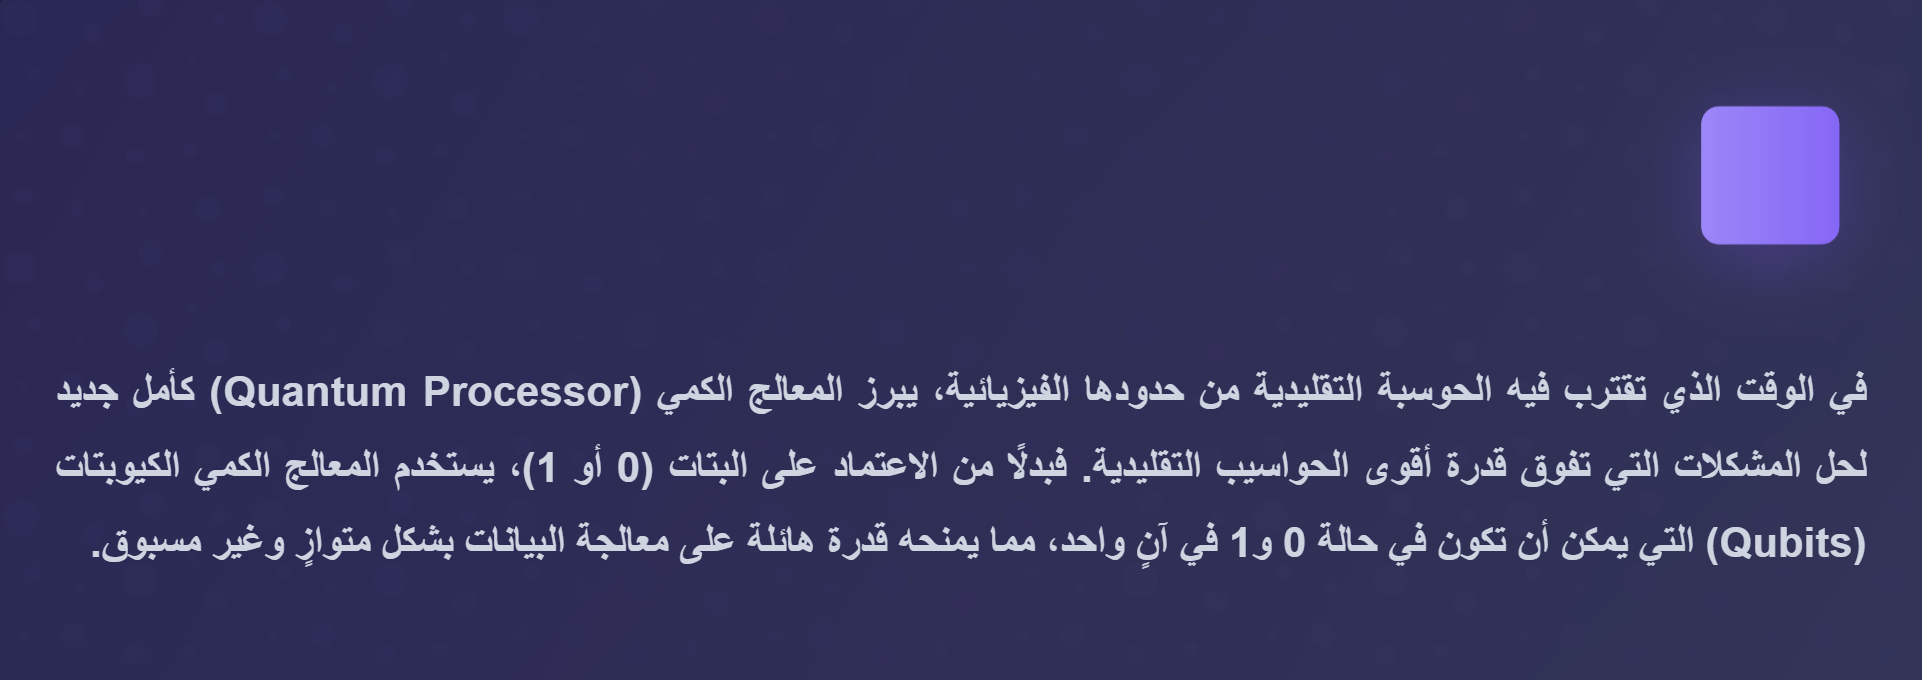 في الوقت الذي تقترب فيه الحوسبة التقليدية من حدودها الفيزيائية، يبرز المعالج الكمي (Quantum Processor) كأمل جديد
لحل المشكلات التي تفوق قدرة أقوى الحواسيب التقليدية. فبدلًا من الاعتماد على البتات (0 أو 1)، يستخدم المعالج الكمي الكيوبتات
(Qubits) التي يمكن أن تكون في حالة 0 و1 في آنٍ واحد، مما يمنحه قدرة هائلة على معالجة البيانات بشكل متوازٍ وغير مسبوق.